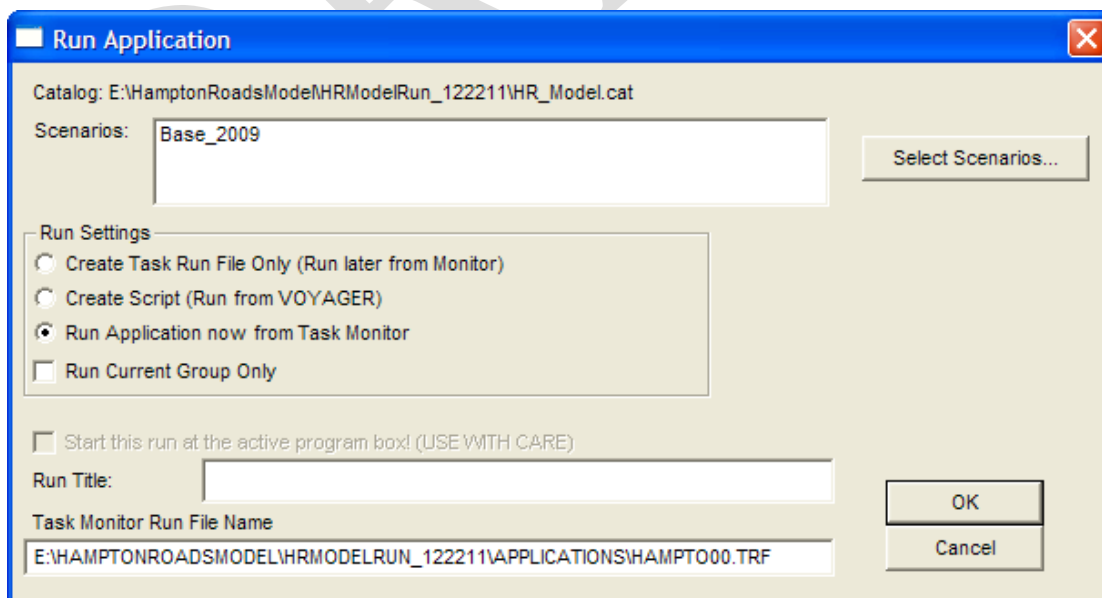 Run Application
Catalog: E:\HamptonRoadsModel\HRModelRun_122211\HR_Model.cat
Scenarios:
Base_2009
Select Scenarios...
Run Settings
Create Task Run File Only (Run later from Monitor)
Create Script (Run from VOYAGER)
Run Application now from Task Monitor
Run Current Group Only
Start this run at the active program box! (USE WITH CARE)
Run Title:
OK
Task Monitor Run File Name
Cancel
E:\HAMPTONROADSMODEL\HRMODELRUN_122211\APPLICATIONS\HAMPTO00.TRF